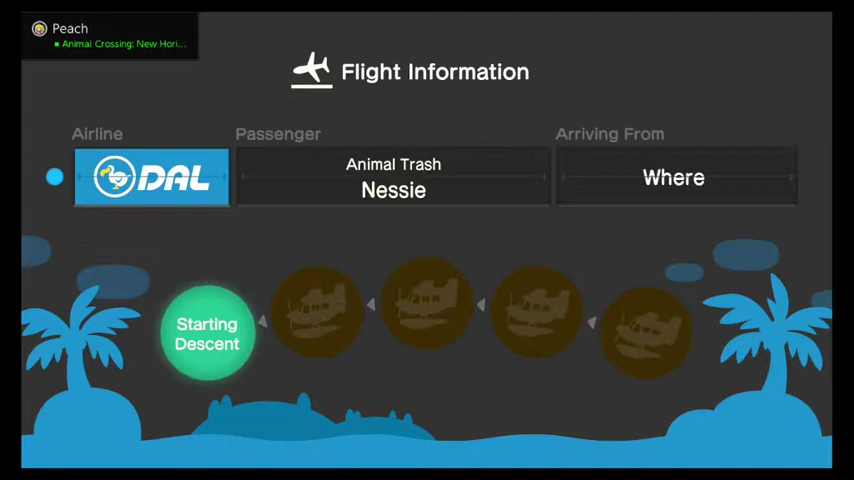 Peach
Animal Crossing: New Hori...
Flight Information
Airline
Passenger
Arriving From
DAL
Animal Trash
Nessie
Where
Starting
Descent